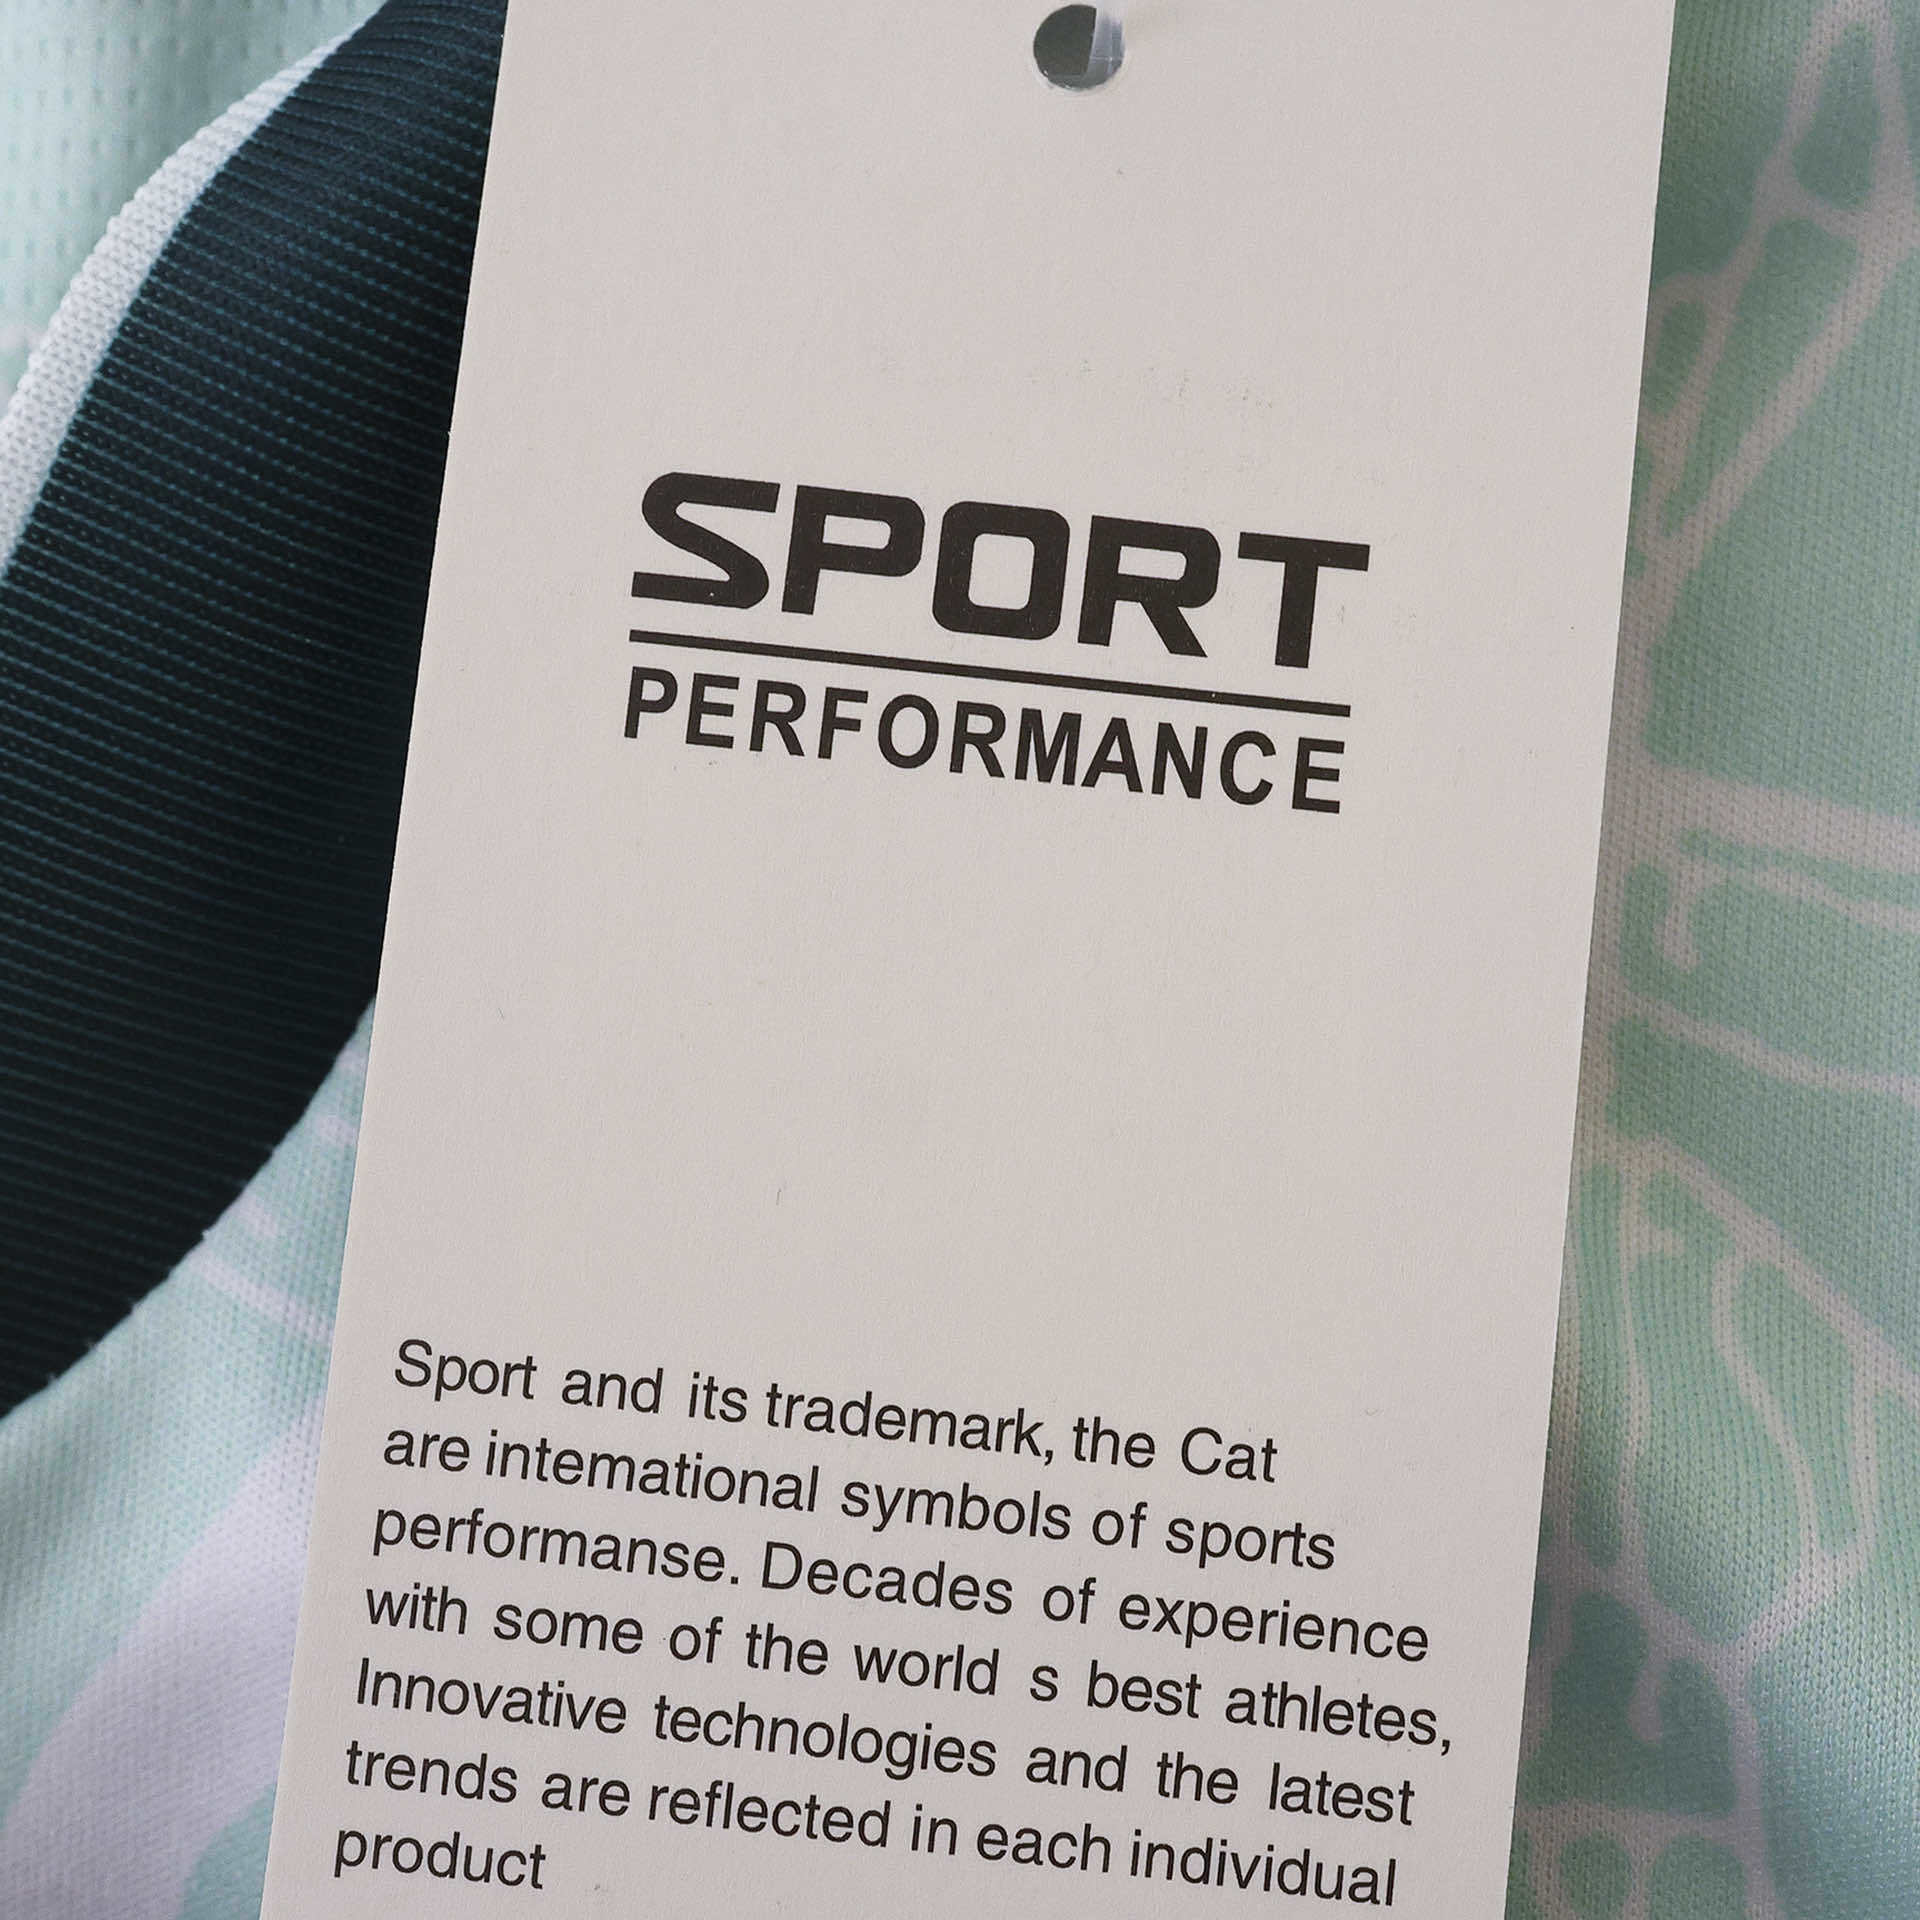 SPORT
PERFORMANCE
Sport and its trademark, the Cat
are intemational symbols of sports
performanse. Decades of experience
with some of the world s best athletes,
Innovative technologies and the latest
trends are reflected in each individual
product